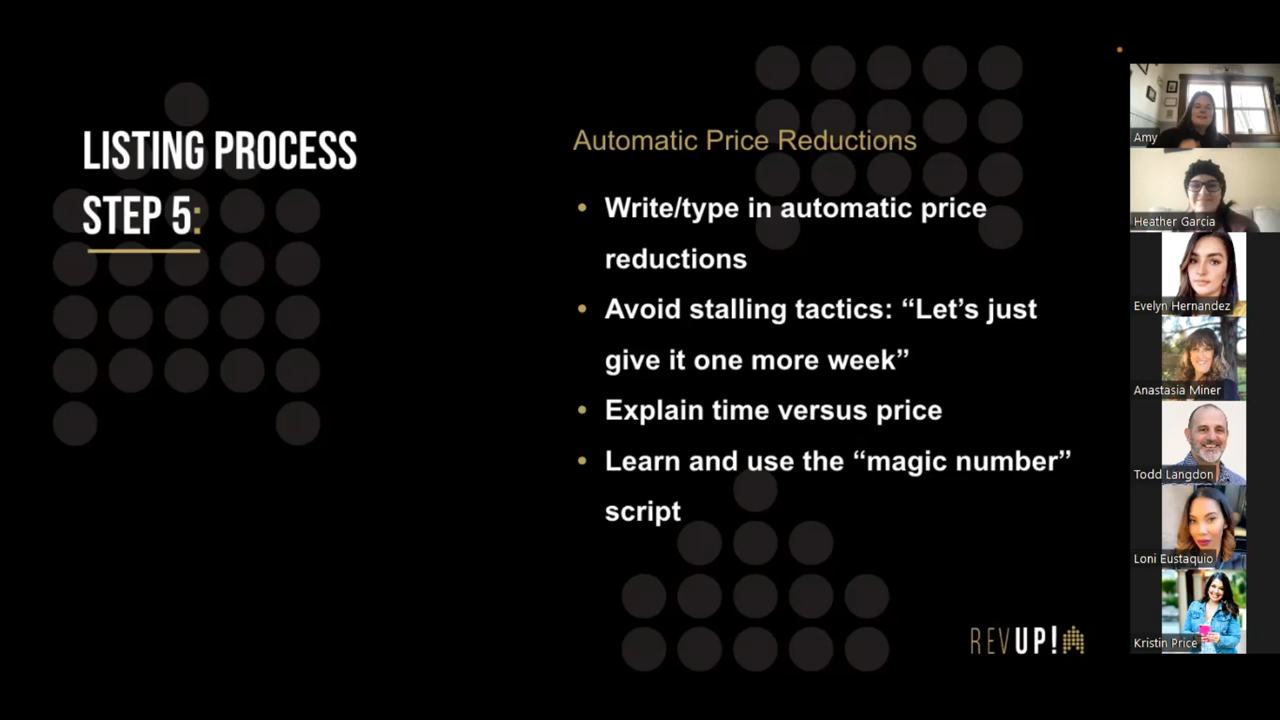 LISTING PROCESS
STEP 5:
Automatic Price Reductions
• Write/type in automatic price
reductions
• Avoid stalling tactics: “Let’s just
give it one more week”
• Explain time versus price
• Learn and use the “magic number”
script
REVUP!
Amy
Heather Garcia
Evelyn Hernandez
Anastasia Miner
Todd Langdon
Loni Eustaquio
Kristin Price